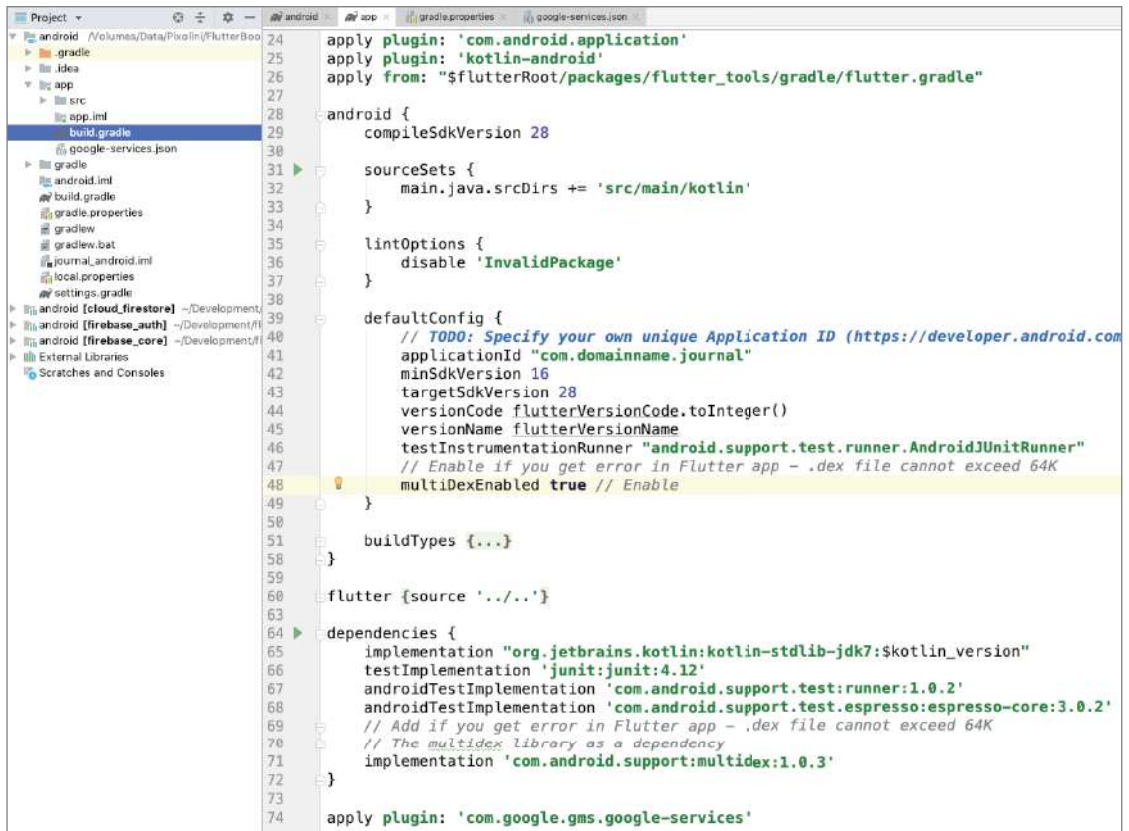 Project
android
app
gradle.properties
google-services.json
android /Volumes/Data/Pixolini/FlutterBoo
.gradle
.idea
app
src
app.iml
build.gradle
google-services.json
gradle
android.iml
build.gradle
gradle.properties
gradlew
gradlew.bat
journal_android.iml
local.properties
settings.gradle
android [cloud_firestore] ~/Development/
android [firebase_auth] ~/Development/fl
android [firebase_core] ~/Development/fl
External Libraries
Scratches and Consoles
24 apply plugin: 'com.android.application'
25 apply plugin: 'kotlin-android'
26 apply from: "$flutterRoot/packages/flutter_tools/gradle/flutter.gradle"
27
28 android {
29 compileSdkVersion 28
30
31 sourceSets {
32 main.java.srcDirs += 'src/main/kotlin'
33 }
34
35 lintOptions {
36 disable 'InvalidPackage'
37 }
38
39 defaultConfig {
40 // TODO: Specify your own unique Application ID (https://developer.android.com
41 applicationId "com.domainname.journal"
42 minSdkVersion 16
43 targetSdkVersion 28
44 versionCode flutterVersionCode.toInteger()
45 versionName flutterVersionName
46 testInstrumentationRunner "android.support.test.runner.AndroidJUnitRunner"
47 // Enable if you get error in Flutter app – .dex file cannot exceed 64K
48 multiDexEnabled true // Enable
49 }
50
51 buildTypes {...}
58 }
59
60 flutter {source '../..'}
63
64 dependencies {
65 implementation "org.jetbrains.kotlin:kotlin-stdlib-jdk7:$kotlin_version"
66 testImplementation 'junit:junit:4.12'
67 androidTestImplementation 'com.android.support.test:runner:1.0.2'
68 androidTestImplementation 'com.android.support.test.espresso:espresso-core:3.0.2'
69 // Add if you get error in Flutter app – .dex file cannot exceed 64K
70 // The multidex library as a dependency
71 implementation 'com.android.support:multidex:1.0.3'
72 }
73
74 apply plugin: 'com.google.gms.google-services'